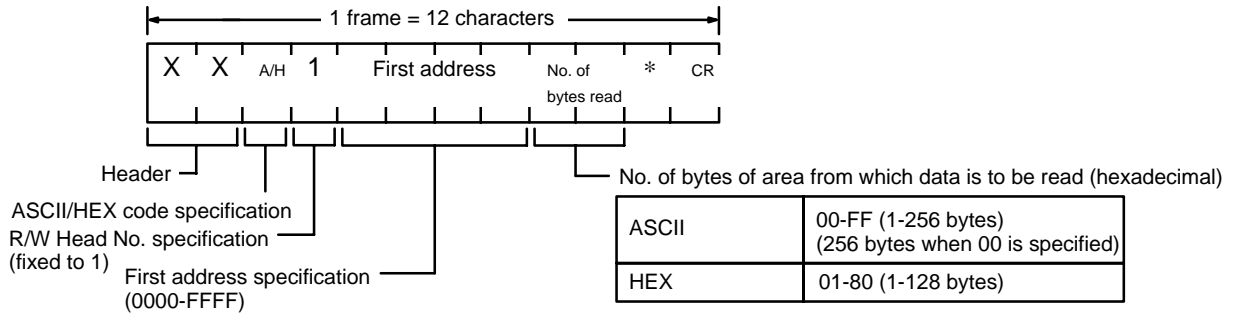 1 frame = 12 characters
X X A/H 1 First address No. of bytes read * CR
Header
No. of bytes of area from which data is to be read (hexadecimal)
ASCII/HEX code specification
R/W Head No. specification
(fixed to 1)
First address specification
(0000-FFFF)
ASCII 00-FF (1-256 bytes)
(256 bytes when 00 is specified)
HEX 01-80 (1-128 bytes)